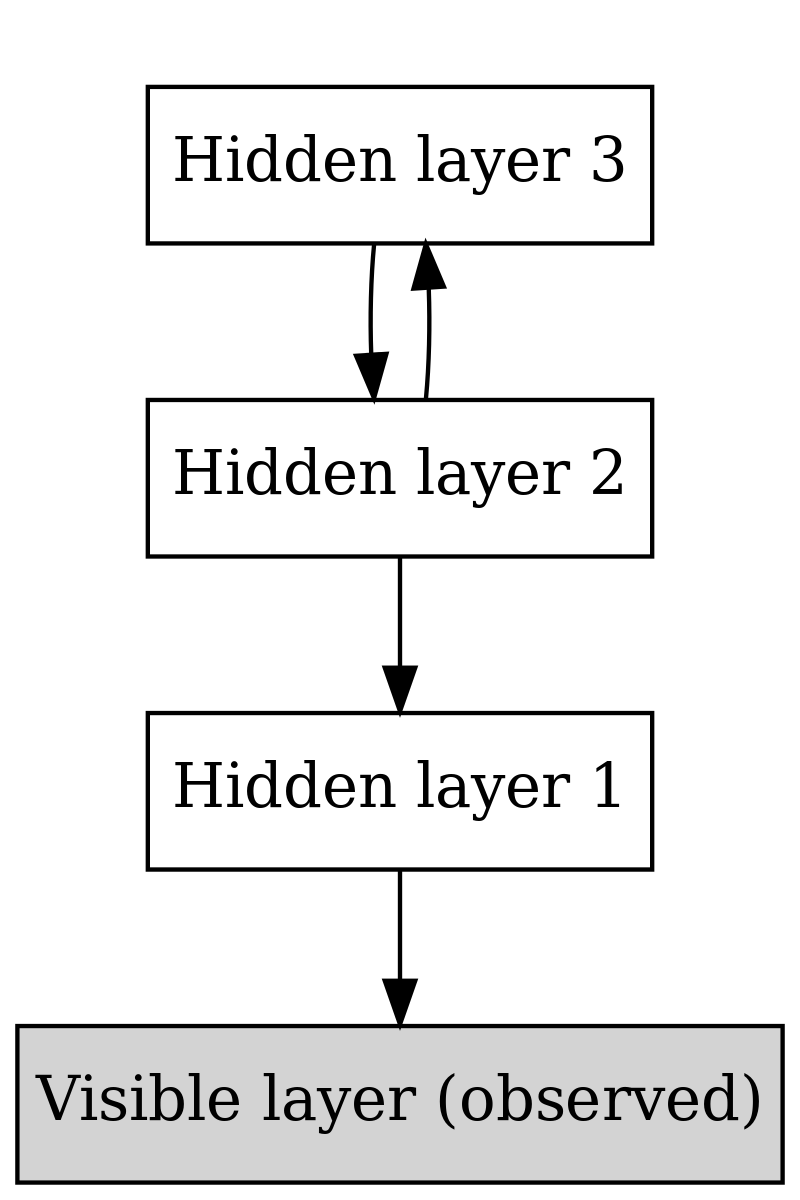 Hidden layer 3
Hidden layer 2
Hidden layer 1
Visible layer (observed)